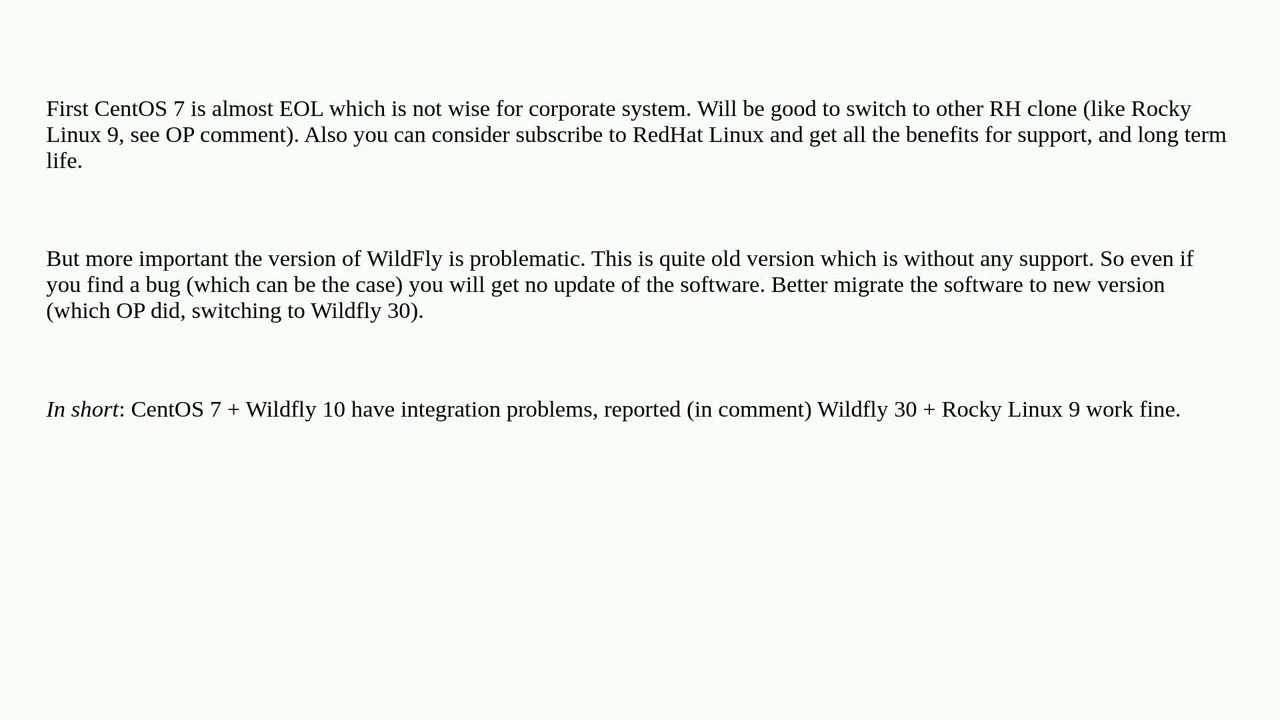 First CentOS 7 is almost EOL which is not wise for corporate system. Will be good to switch to other RH clone (like Rocky
Linux 9, see OP comment). Also you can consider subscribe to RedHat Linux and get all the benefits for support, and long term
life.
But more important the version of WildFly is problematic. This is quite old version which is without any support. So even if
you find a bug (which can be the case) you will get no update of the software. Better migrate the software to new version
(which OP did, switching to Wildfly 30).
In short: CentOS 7 + Wildfly 10 have integration problems, reported (in comment) Wildfly 30 + Rocky Linux 9 work fine.